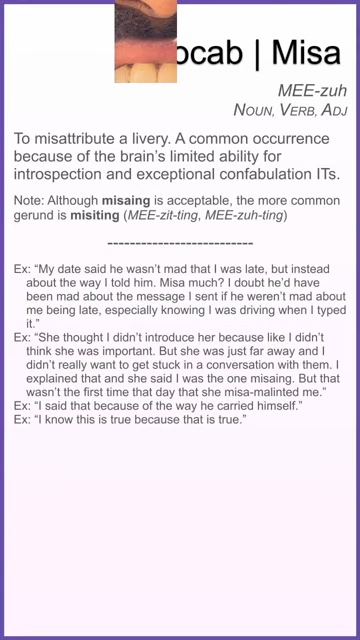 ocab | Misa
MEE-zuh
NOUN, VERB, ADJ
To misattribute a livery. A common occurrence
because of the brain's limited ability for
introspection and exceptional confabulation ITs.
Note: Although misaing is acceptable, the more common
gerund is misiting (MEE-zit-ting, MEE-zuh-ting)
--------------------------
Ex: “My date said he wasn't mad that I was late, but instead
about the way I told him. Misa much? I doubt he'd have
been mad about the message I sent if he weren't mad about
me being late, especially knowing I was driving when I typed
it.”
Ex: “She thought I didn't introduce her because like I didn't
think she was important. But she was just far away and I
didn't really want to get stuck in a conversation with them. I
explained that and she said I was the one misaing. But that
wasn't the first time that day that she misa-malinted me.”
Ex: “I said that because of the way he carried himself.”
Ex: “I know this is true because that is true.”